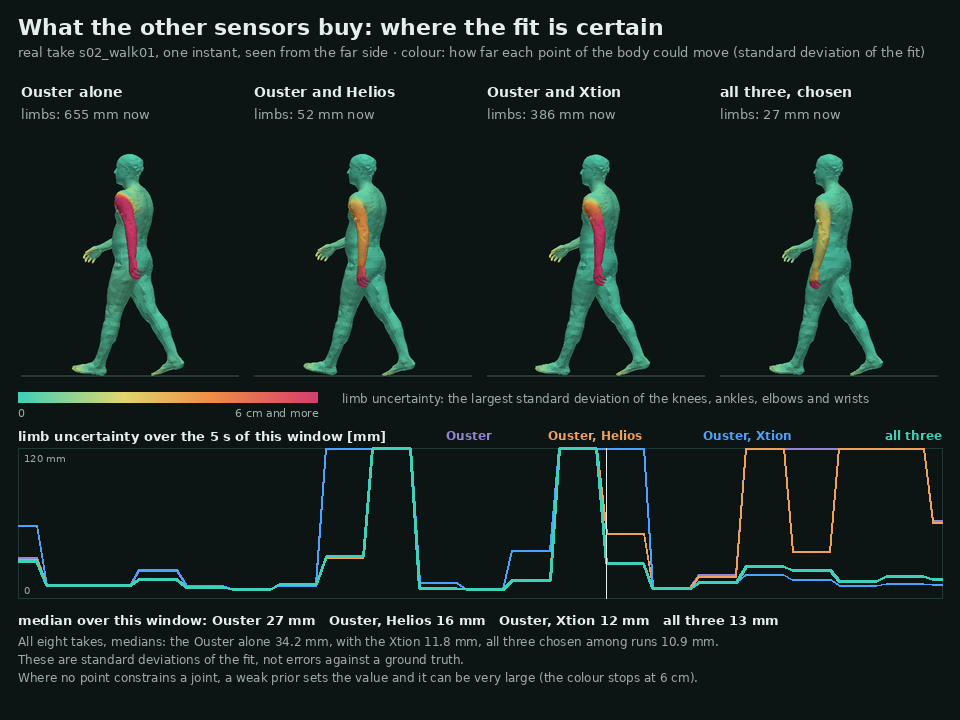 What the other sensors buy: where the fit is certain
real take s02_walk01, one instant, seen from the far side · colour: how far each point of the body could move (standard deviation of the fit)
Ouster alone
limbs: 655 mm now
Ouster and Helios
limbs: 52 mm now
Ouster and Xtion
limbs: 386 mm now
all three, chosen
limbs: 27 mm now
0
6 cm and more
limb uncertainty: the largest standard deviation of the knees, ankles, elbows and wrists
limb uncertainty over the 5 s of this window [mm]
Ouster
Ouster, Helios
Ouster, Xtion
all three
120 mm
0
median over this window: Ouster 27 mm   Ouster, Helios 16 mm   Ouster, Xtion 12 mm   all three 13 mm
All eight takes, medians: the Ouster alone 34.2 mm, with the Xtion 11.8 mm, all three chosen among runs 10.9 mm.
These are standard deviations of the fit, not errors against a ground truth.
Where no point constrains a joint, a weak prior sets the value and it can be very large (the colour stops at 6 cm).